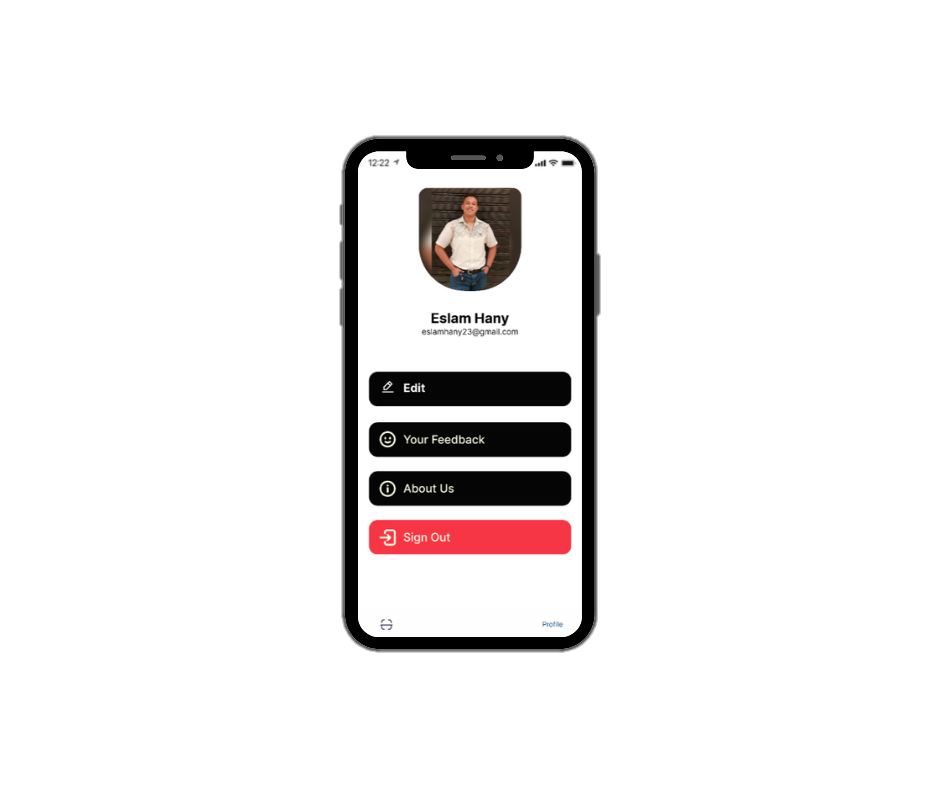 12:22
Eslam Hany
eslamhany23@gmail.com
Edit
Your Feedback
About Us
Sign Out
Profile